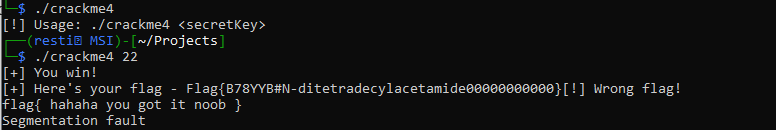 └─$ ./crackme4
[!] Usage: ./crackme4 <secretKey>
┌──(resti㉿ MSI)-[~/Projects]
└─$ ./crackme4 22
[+] You win!
[+] Here's your flag - Flag{B78YYB#N-ditetradecylacetamide00000000000}[!] Wrong flag!
flag{ hahaha you got it noob }
Segmentation fault